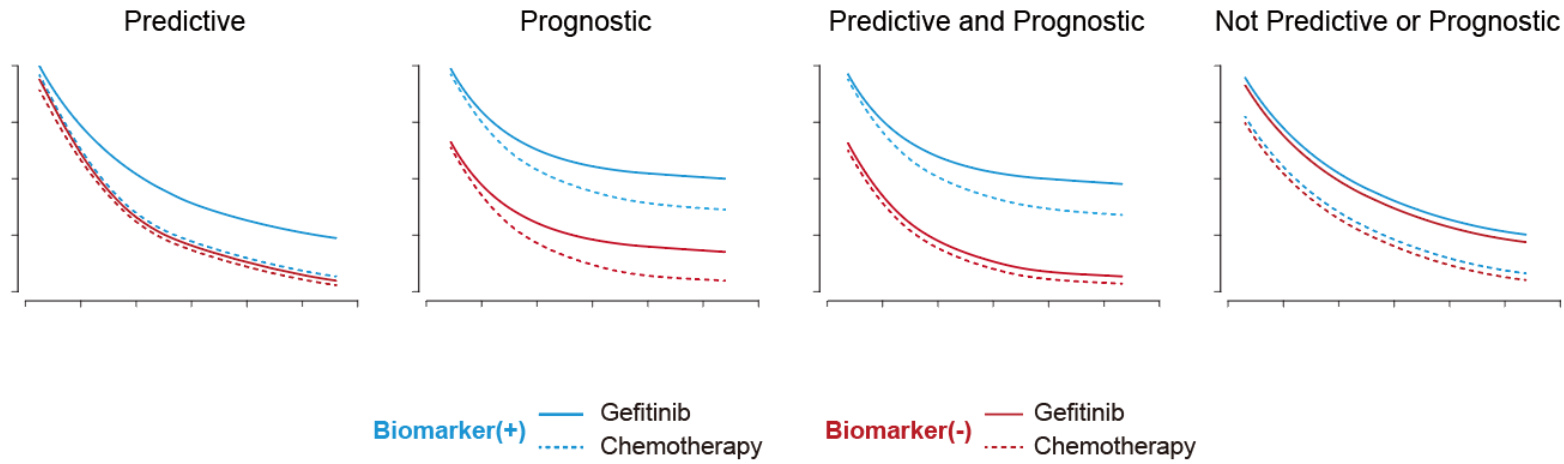 Predictive
Prognostic
Predictive and Prognostic
Not Predictive or Prognostic
Biomarker(+)
Gefitinib
Chemotherapy
Biomarker(-)
Gefitinib
Chemotherapy